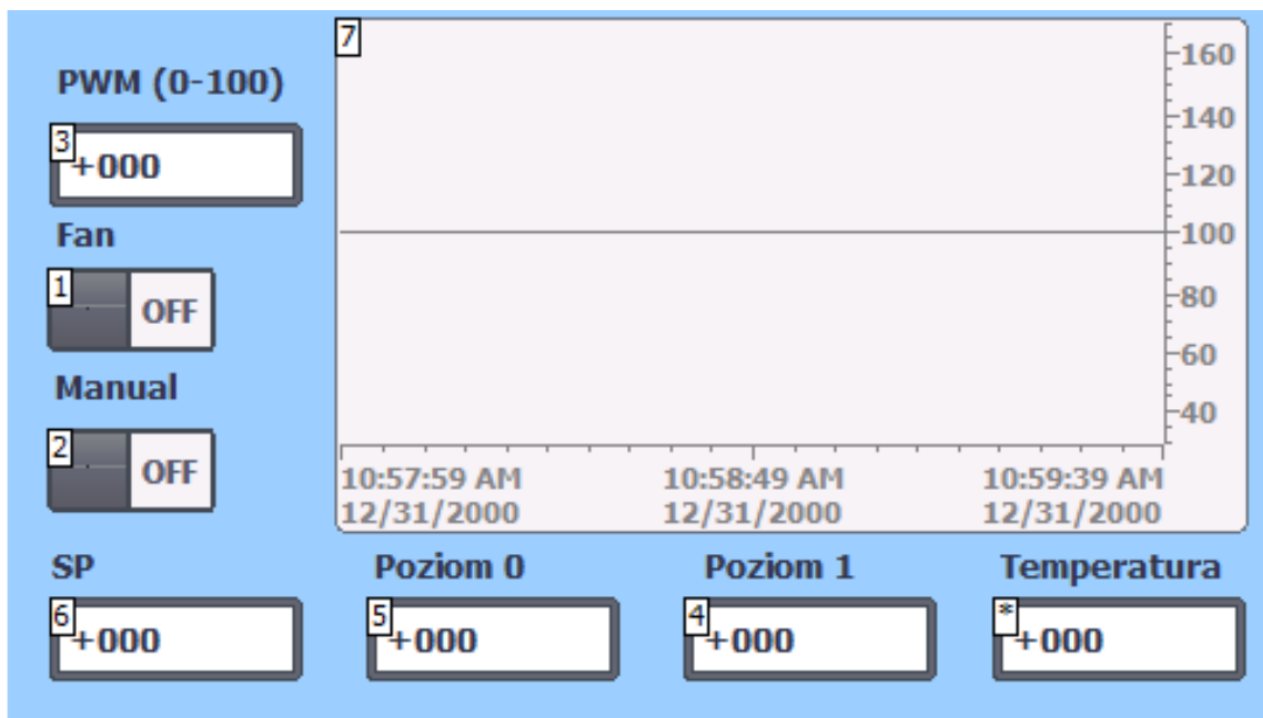 PWM (0-100)
3
+000
Fan
1
OFF
Manual
2
OFF
7
160
140
120
100
80
60
40
10:57:59 AM
12/31/2000
10:58:49 AM
12/31/2000
10:59:39 AM
12/31/2000
SP
6
+000
Poziom 0
5
+000
Poziom 1
4
+000
Temperatura
*
+000